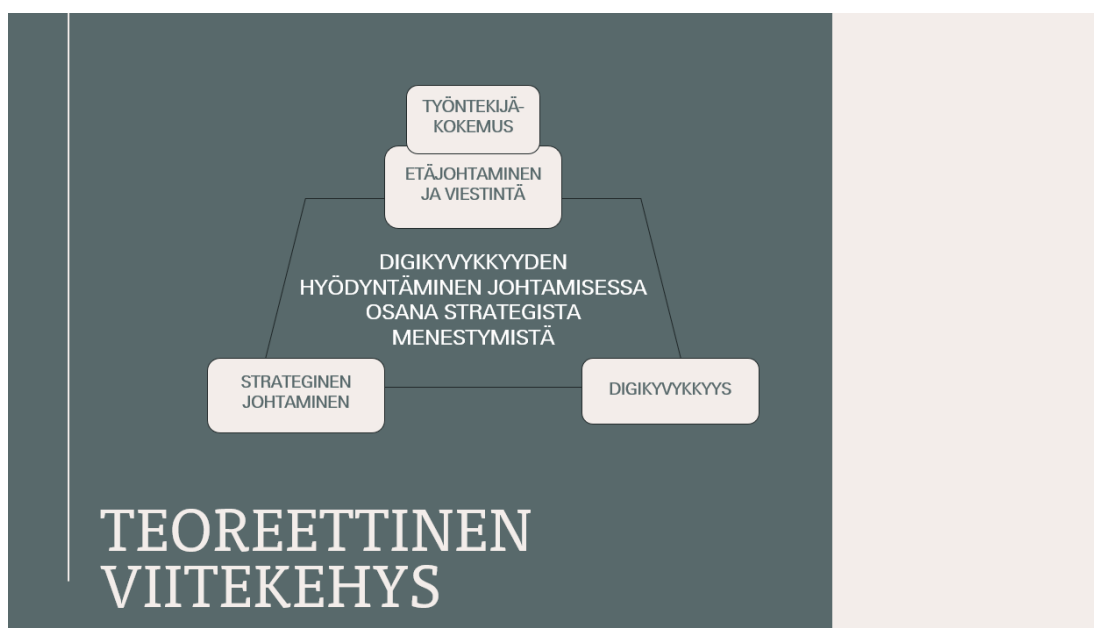 TYÖNTEKIJÄ-
KOKEMUS
ETÄJOHTAMINEN
JA VIESTINTÄ
DIGIKYVYKKYYDEN
HYÖDYNTÄMINEN JOHTAMISESSA
OSANA STRATEGISTA
MENESTYMISTÄ
STRATEGINEN
JOHTAMINEN
DIGIKYVYKKYYS
TEOREETTINEN
VIITEKEHYS